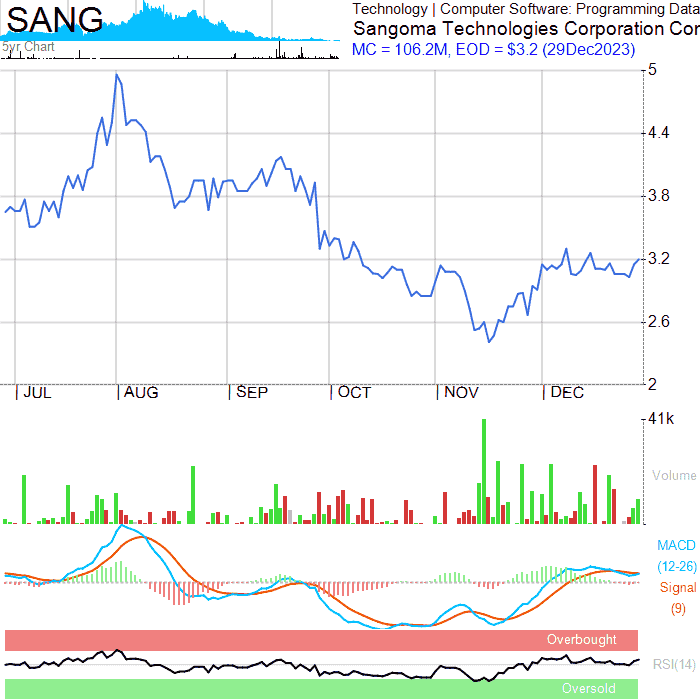 SANG
5yr Chart
Technology | Computer Software: Programming Data
Sangoma Technologies Corporation Cor
MC = 106.2M, EOD = $3.2 (29Dec2023)
5
4.4
3.8
3.2
2.6
2
JUL AUG SEP OCT NOV DEC
41k
Volume
MACD
(12-26)
Signal
(9)
Overbought
RSI(14)
Oversold